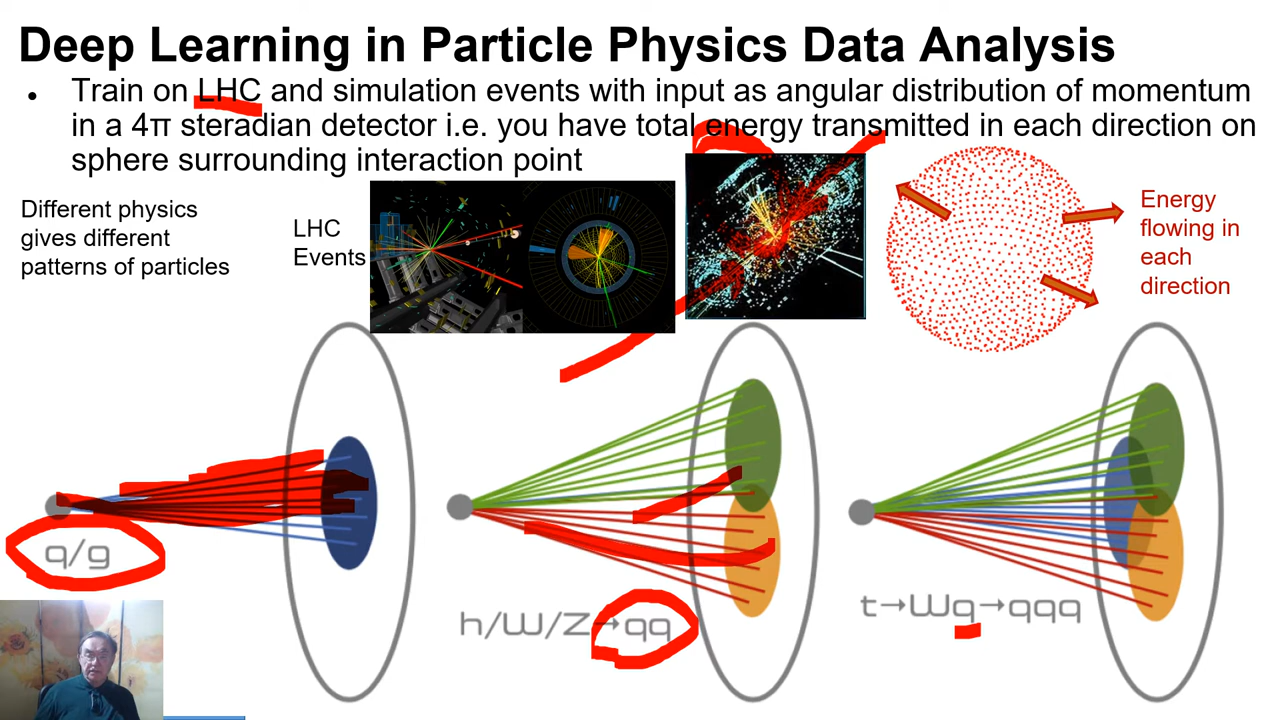 Deep Learning in Particle Physics Data Analysis
● Train on LHC and simulation events with input as angular distribution of momentum
in a 4π steradian detector i.e. you have total energy transmitted in each direction on
sphere surrounding interaction point
Different physics
gives different
patterns of particles
LHC
Events
Energy
flowing in
each
direction
q/g
h/W/Z→qq
t→Wq→qqq